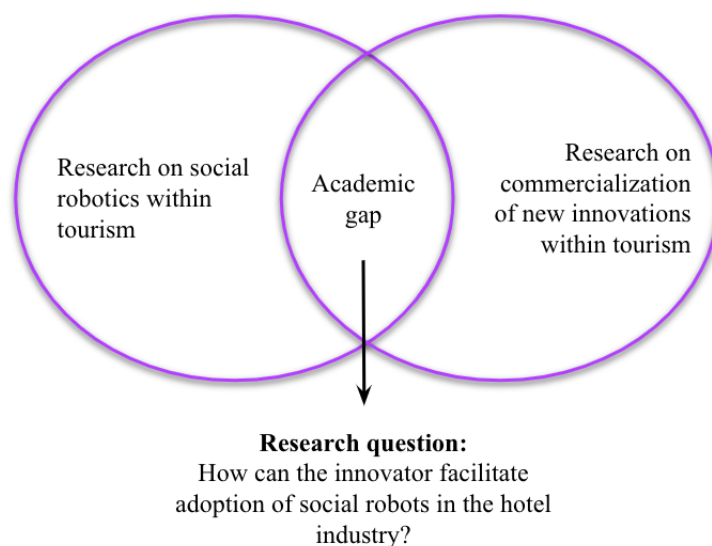 Research on social
robotics within
tourism
Academic
gap
Research on
commercialization
of new innovations
within tourism
Research question:
How can the innovator facilitate
adoption of social robots in the hotel
industry?